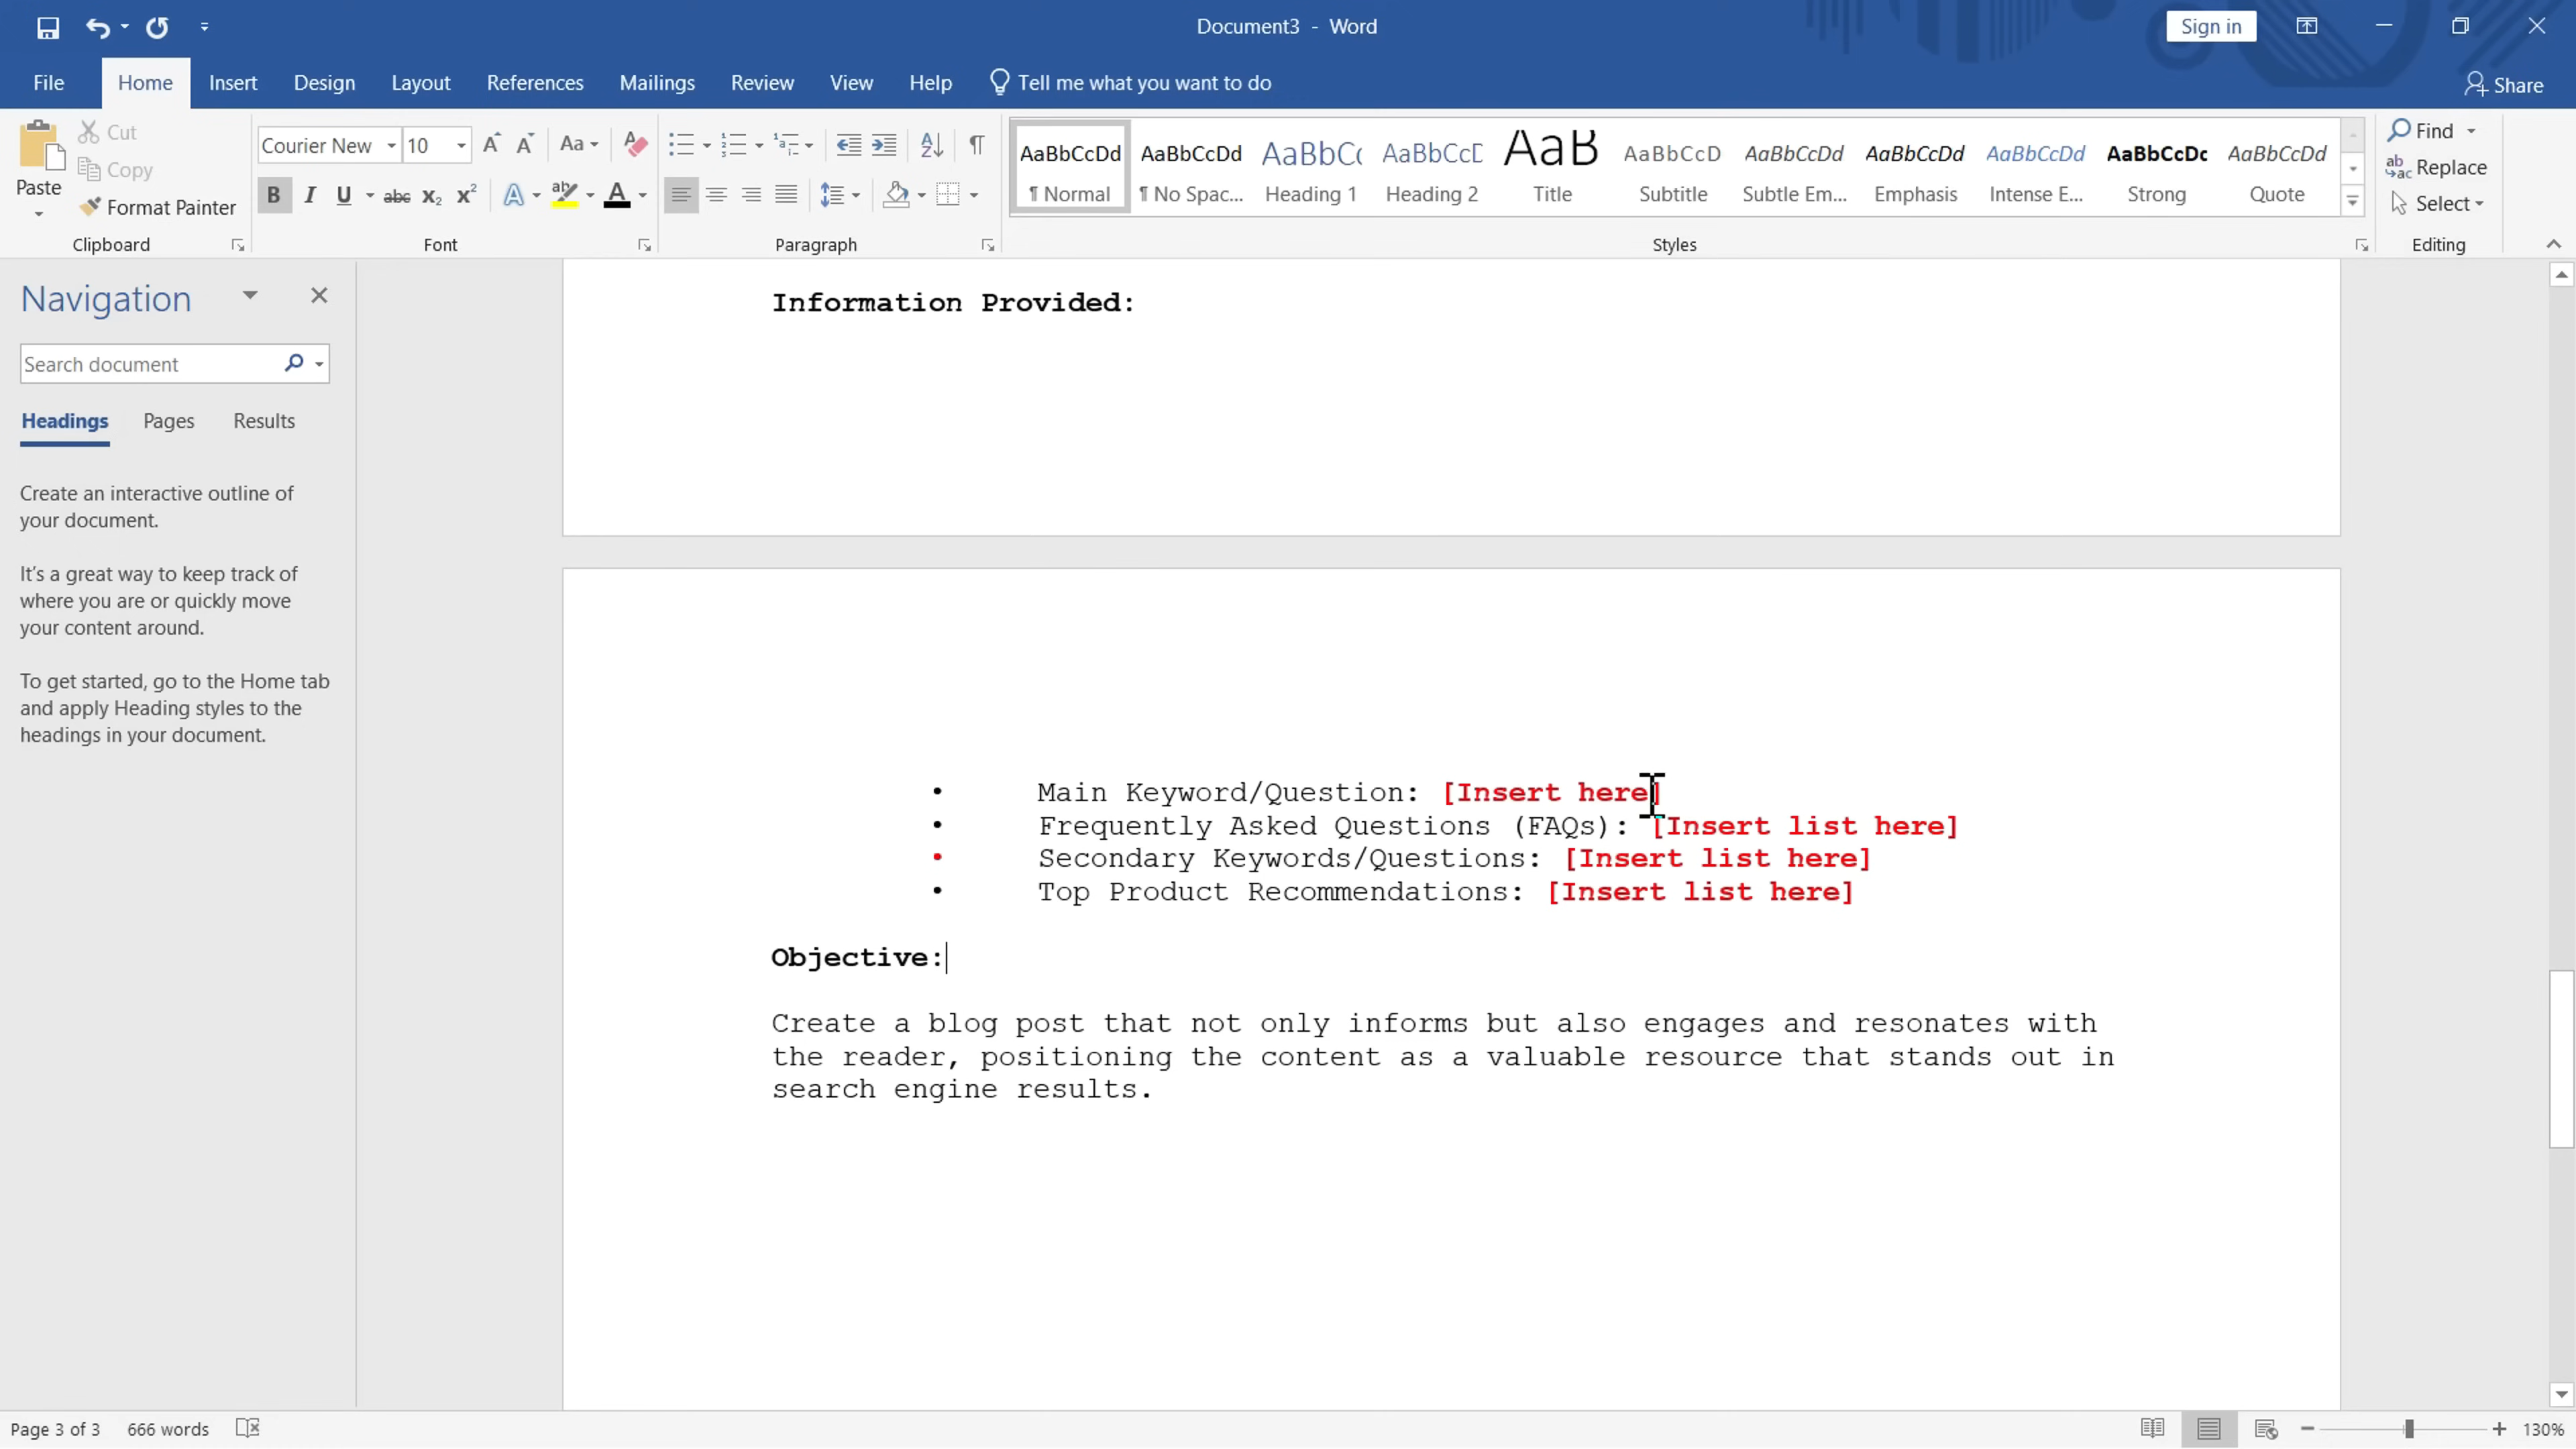 Document3 - Word
Sign in
File Home Insert Design Layout References Mailings Review View Help Tell me what you want to do Share
Paste
Cut
Copy
Format Painter
Clipboard
Courier New 10
Aa
B I U abc x₂ x² A ab A
Font
Paragraph
AaBbCcDd AaBbCcDd AaBbCc AaBbCcD AaB AaBbCcD AaBbCcDd AaBbCcDd AaBbCcDd AaBbCcDc AaBbCcDd
¶ Normal ¶ No Spac... Heading 1 Heading 2 Title Subtitle Subtle Em... Emphasis Intense E... Strong Quote
Styles
Find
Replace
Select
Editing
Navigation
Search document
Headings Pages Results
Create an interactive outline of
your document.
It's a great way to keep track of
where you are or quickly move
your content around.
To get started, go to the Home tab
and apply Heading styles to the
headings in your document.
Information Provided:
• Main Keyword/Question: [Insert here]
• Frequently Asked Questions (FAQs): [Insert list here]
• Secondary Keywords/Questions: [Insert list here]
• Top Product Recommendations: [Insert list here]
Objective:
Create a blog post that not only informs but also engages and resonates with
the reader, positioning the content as a valuable resource that stands out in
search engine results.
Page 3 of 3 666 words 130%